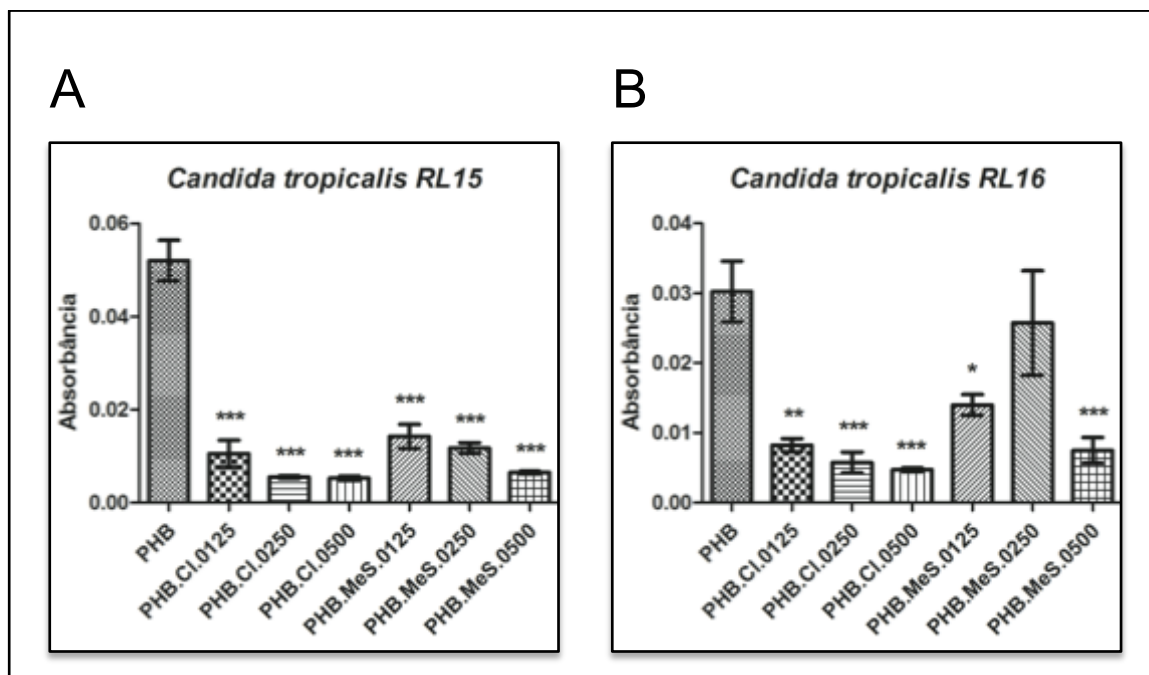 A
B
Candida tropicalis RL15
Absorbância
0.06
0.04
0.02
0.00
***
***
***
***
***
***
PHB
PHB.Cl.0125
PHB.Cl.0250
PHB.Cl.0500
PHB.MeS.0125
PHB.MeS.0250
PHB.MeS.0500
Candida tropicalis RL16
Absorbância
0.04
0.03
0.02
0.01
0.00
**
***
***
*
***
PHB
PHB.Cl.0125
PHB.Cl.0250
PHB.Cl.0500
PHB.MeS.0125
PHB.MeS.0250
PHB.MeS.0500